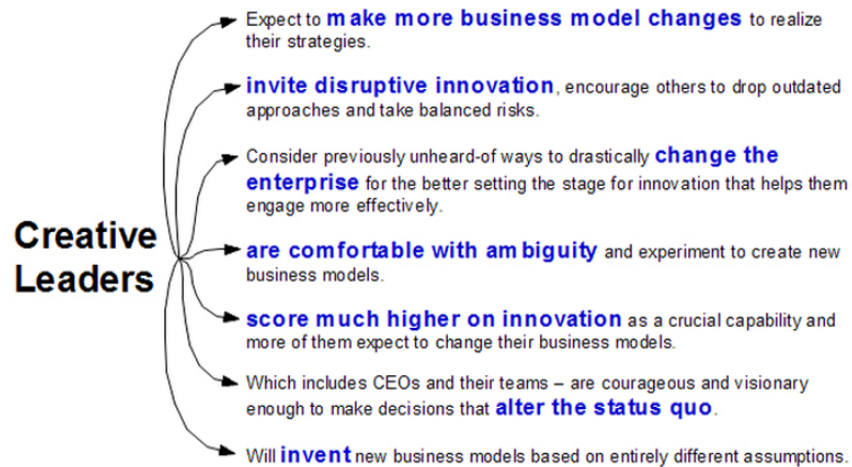 Creative
Leaders
Expect to make more business model changes to realize
their strategies.
invite disruptive innovation, encourage others to drop outdated
approaches and take balanced risks.
Consider previously unheard-of ways to drastically change the
enterprise for the better setting the stage for innovation that helps them
engage more effectively.
are comfortable with ambiguity and experiment to create new
business models.
score much higher on innovation as a crucial capability and
more of them expect to change their business models.
Which includes CEOs and their teams – are courageous and visionary
enough to make decisions that alter the status quo.
Will invent new business models based on entirely different assumptions.